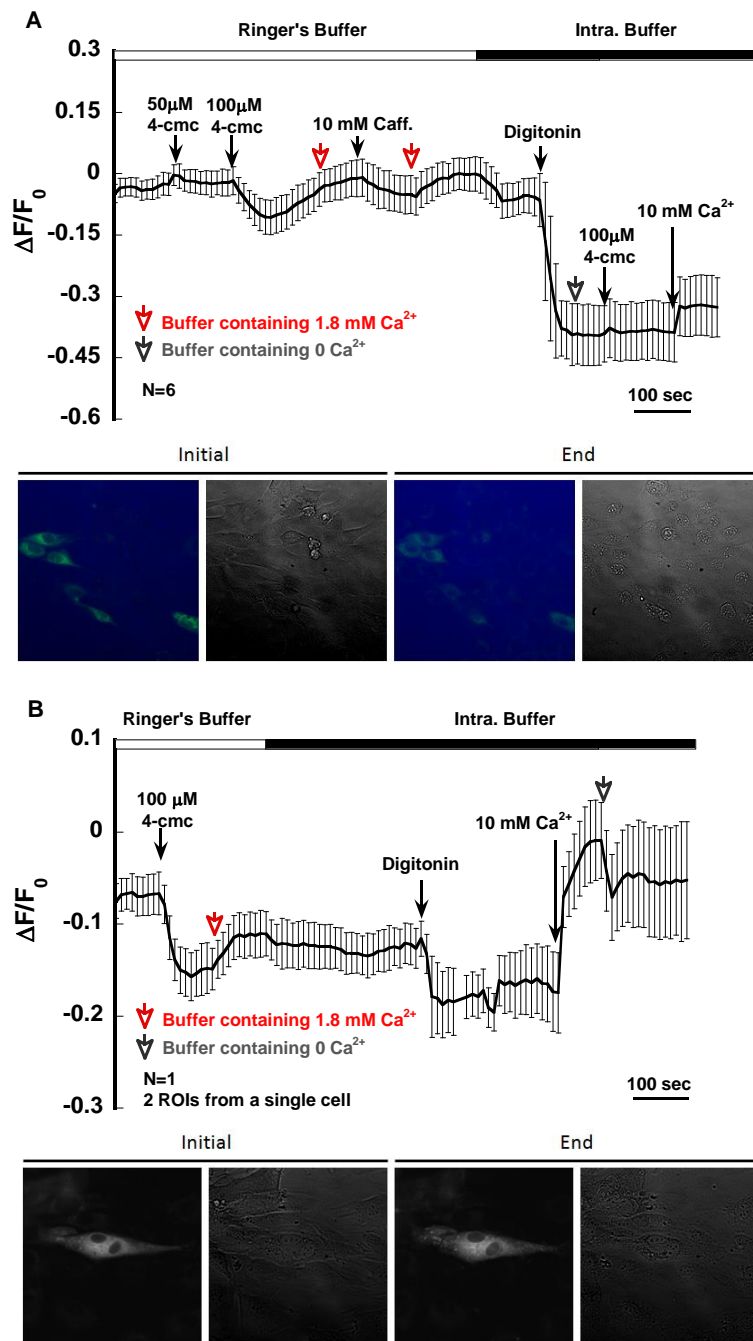 A
Ringer's Buffer
Intra. Buffer
0.3
0.15
0
-0.15
-0.3
-0.45
-0.6
ΔF/F0
50μM
4-cmc
100μM
4-cmc
10 mM Caff.
Digitonin
100μM
4-cmc
10 mM Ca2+
Buffer containing 1.8 mM Ca2+
Buffer containing 0 Ca2+
N=6
100 sec
Initial
End
B
Ringer's Buffer
Intra. Buffer
0.1
0
-0.1
-0.2
-0.3
ΔF/F0
100 μM
4-cmc
Digitonin
10 mM Ca2+
Buffer containing 1.8 mM Ca2+
Buffer containing 0 Ca2+
N=1
2 ROIs from a single cell
100 sec
Initial
End